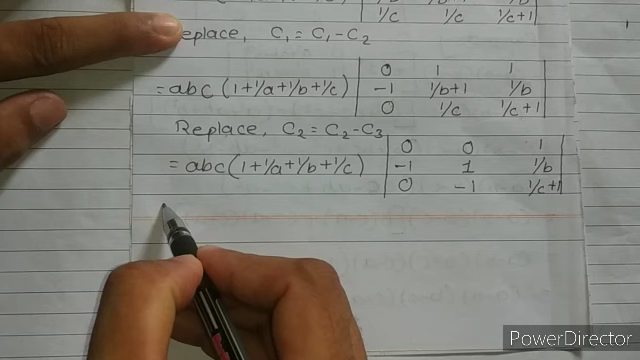 1/c 1/c 1/c+1
eplace, C₁ = C₁-C₂
0 1 1
=abc (1+1/a+1/b+1/c) -1 1/b+1 1/b
0 1/c 1/c+1
Replace, C₂ = C₂-C₃
0 0 1
= abc(1+1/a+1/b+1/c) -1 1 1/b
0 -1 1/c+1
PowerDirector